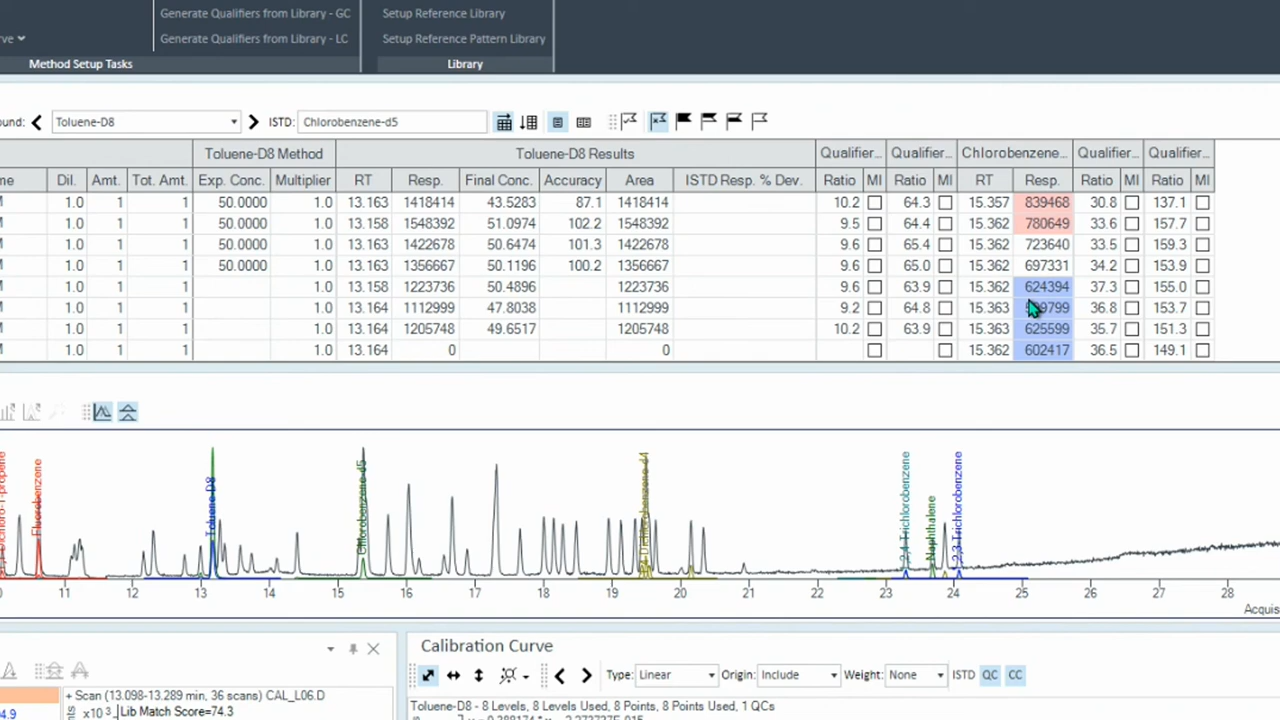 Generate Qualifiers from Library - GC
Setup Reference Library
Generate Qualifiers from Library - LC
Setup Reference Pattern Library
Method Setup Tasks
Library
Toluene-D8
ISTD:
Chlorobenzene-d5
Toluene-D8 Method
Toluene-D8 Results
Qualifier...
Qualifier...
Chlorobenzene...
Qualifier...
Qualifier...
Dil. Amt. Tot. Amt. Exp. Conc. Multiplier RT Resp. Final Conc. Accuracy Area ISTD Resp. % Dev. Ratio MI Ratio MI RT Resp. Ratio MI Ratio MI
1.0 1 1 50.0000 1.0 13.163 1418414 43.5283 87.1 1418414 10.2 64.3 15.357 839468 30.8 137.1
1.0 1 1 50.0000 1.0 13.158 1548392 51.0974 102.2 1548392 9.5 64.4 15.362 780649 33.6 157.7
1.0 1 1 50.0000 1.0 13.163 1422678 50.6474 101.3 1422678 9.6 65.4 15.362 723640 33.5 159.3
1.0 1 1 50.0000 1.0 13.163 1356667 50.1196 100.2 1356667 9.6 65.0 15.362 697331 34.2 153.9
1.0 1 1 1.0 13.158 1223736 50.4896 1223736 9.6 63.9 15.362 624394 37.3 155.0
1.0 1 1 1.0 13.164 1112999 47.8038 1112999 9.2 64.8 15.363 36.8 153.7
1.0 1 1 1.0 13.164 1205748 49.6517 1205748 10.2 63.9 15.363 625599 35.7 151.3
1.0 1 1 1.0 13.164 0 0 15.362 602417 36.5 149.1
Fluorobenzene
Toluene-D8
Chlorobenzene-d5
Naphthalene
11 12 13 14 15 16 17 18 19 20 21 22 23 24 25 26 27 28
Calibration Curve
Type: Linear Origin: Include Weight: None ISTD QC CC
+ Scan (13.098-13.289 min, 36 scans) CAL_L06.D
x10 3 Lib Match Score=74.3
Toluene-D8 - 8 Levels, 8 Levels Used, 8 Points, 8 Points Used, 1 QCs